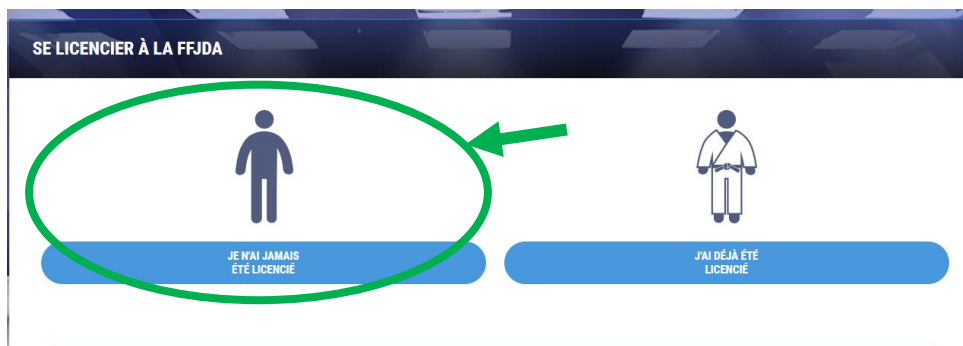 SE LICENCIER À LA FFJDA
JE N'AI JAMAIS
ÉTÉ LICENCIÉ
J'AI DÉJÀ ÉTÉ
LICENCIÉ